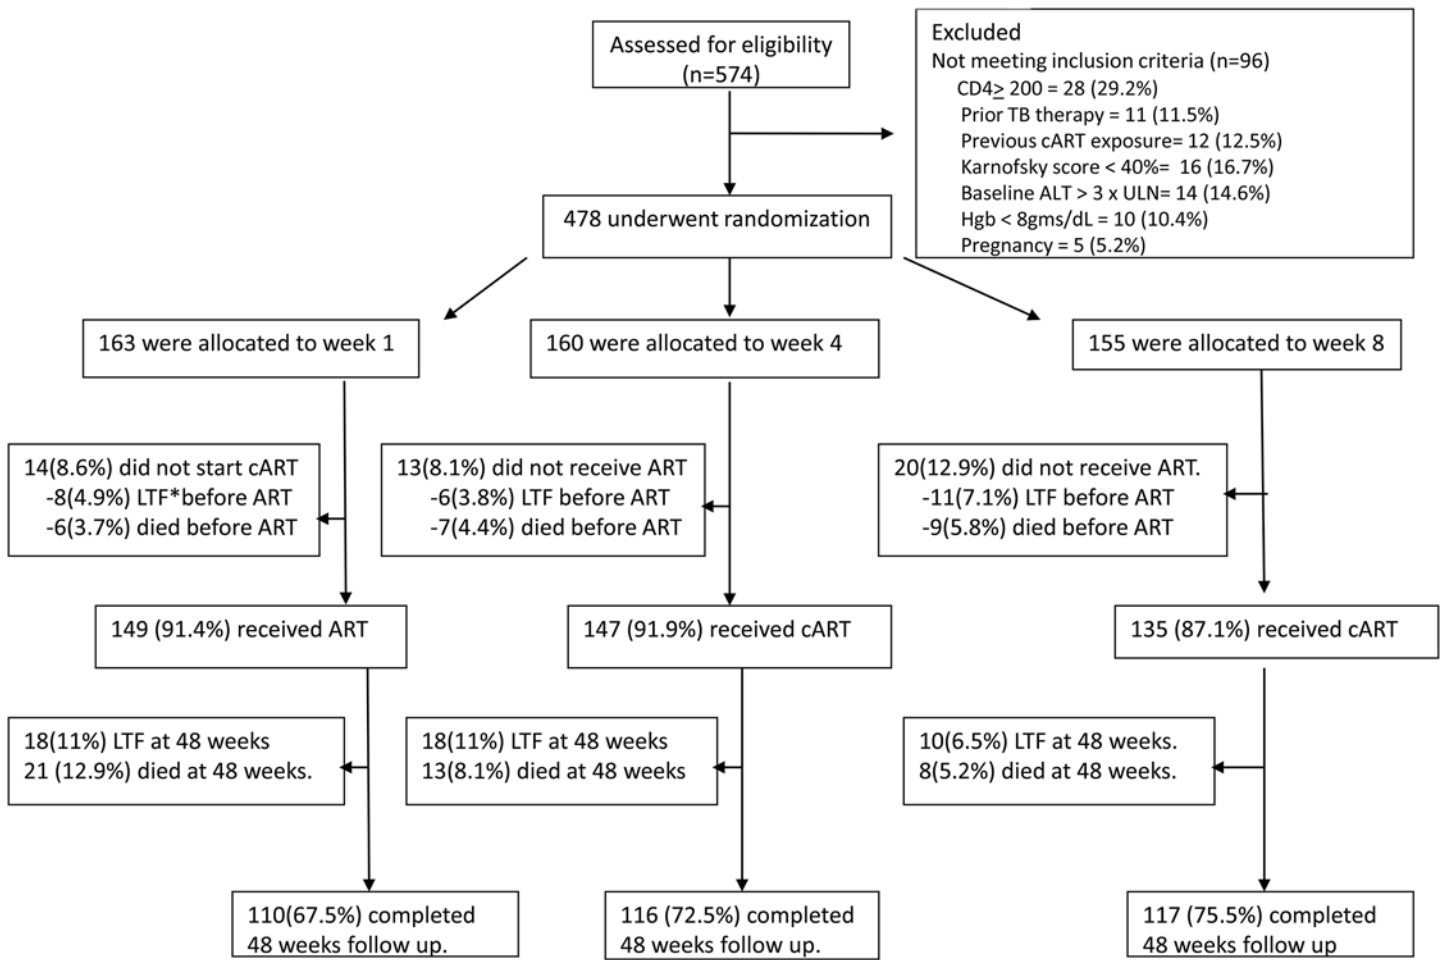 Assessed for eligibility
(n=574)
Excluded
Not meeting inclusion criteria (n=96)
CD4≥ 200 = 28 (29.2%)
Prior TB therapy = 11 (11.5%)
Previous cART exposure= 12 (12.5%)
Karnofsky score < 40%= 16 (16.7%)
Baseline ALT > 3 x ULN= 14 (14.6%)
Hgb < 8gms/dL = 10 (10.4%)
Pregnancy = 5 (5.2%)
478 underwent randomization
163 were allocated to week 1
160 were allocated to week 4
155 were allocated to week 8
14(8.6%) did not start cART
-8(4.9%) LTF*before ART
-6(3.7%) died before ART
13(8.1%) did not receive ART
-6(3.8%) LTF before ART
-7(4.4%) died before ART
20(12.9%) did not receive ART.
-11(7.1%) LTF before ART
-9(5.8%) died before ART
149 (91.4%) received ART
147 (91.9%) received cART
135 (87.1%) received cART
18(11%) LTF at 48 weeks
21 (12.9%) died at 48 weeks.
18(11%) LTF at 48 weeks
13(8.1%) died at 48 weeks
10(6.5%) LTF at 48 weeks.
8(5.2%) died at 48 weeks.
110(67.5%) completed
48 weeks follow up.
116 (72.5%) completed
48 weeks follow up.
117 (75.5%) completed
48 weeks follow up